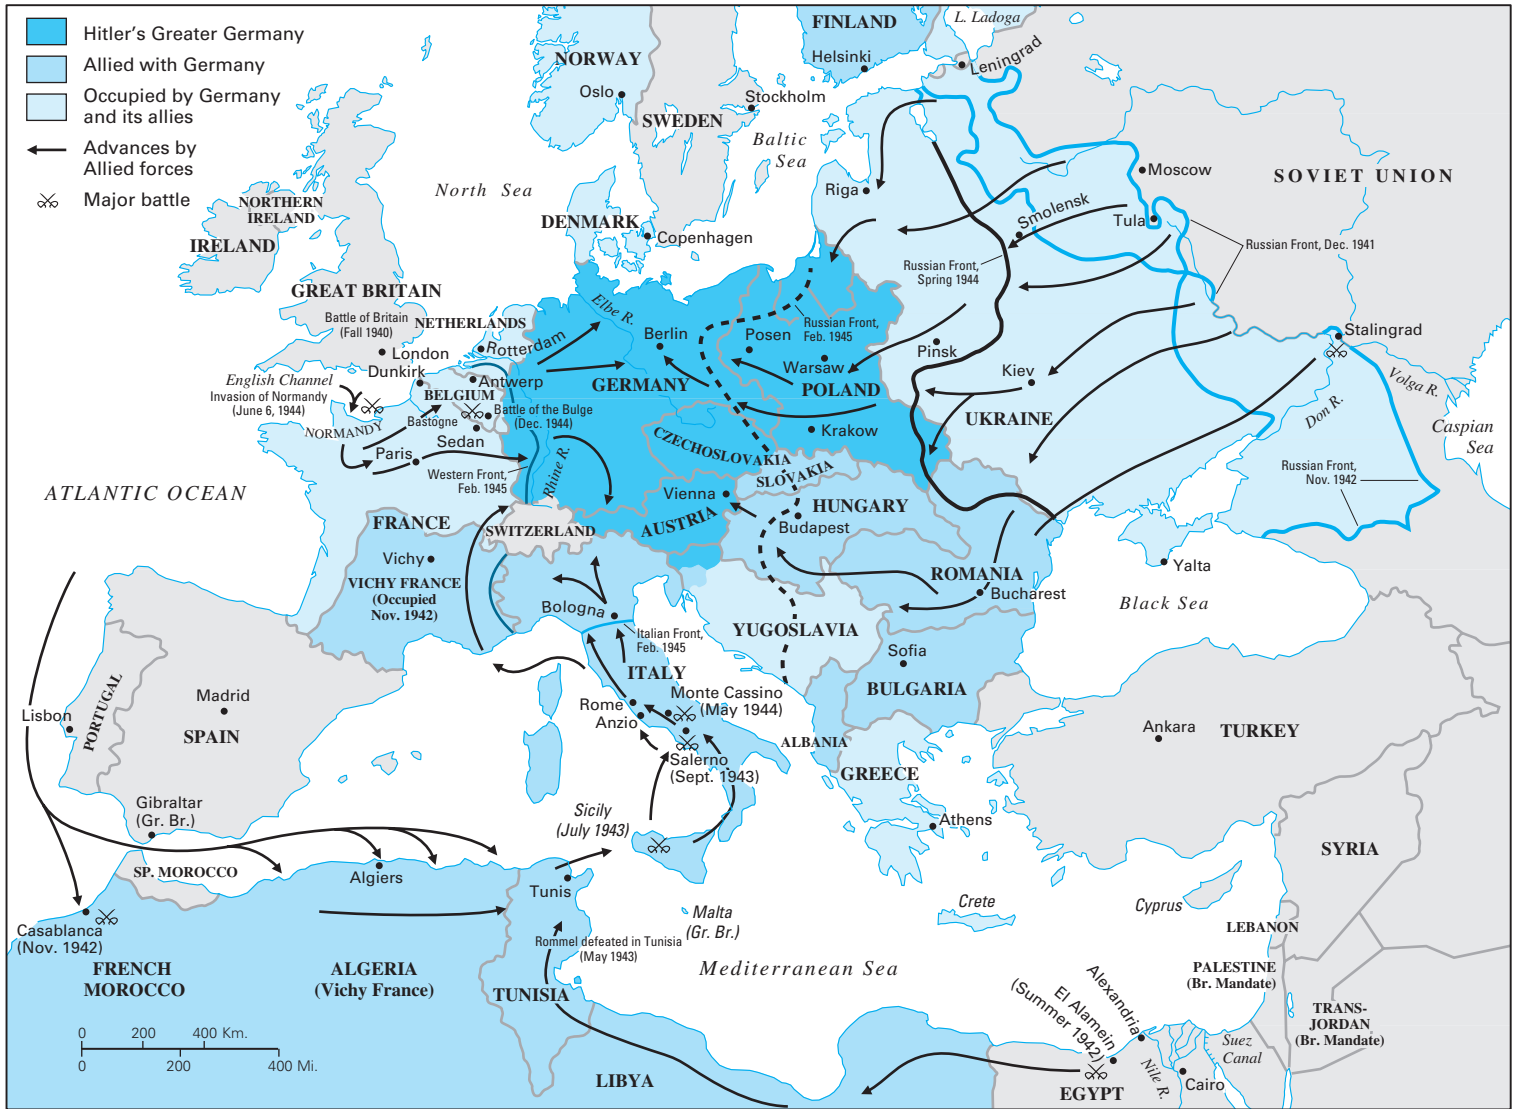 Hitler's Greater Germany
Allied with Germany
Occupied by Germany
and its allies
Advances by
Allied forces
Major battle
FINLAND
Helsinki
L. Ladoga
Leningrad
NORWAY
Oslo
Stockholm
SWEDEN
Baltic
Sea
North Sea
NORTHERN
IRELAND
IRELAND
DENMARK
Copenhagen
Riga
Moscow
SOVIET UNION
Smolensk
Tula
Russian Front, Dec. 1941
Russian Front,
Spring 1944
GREAT BRITAIN
Battle of Britain
(Fall 1940)
London
NETHERLANDS
Rotterdam
Elbe R.
Berlin
Posen
Russian Front,
Feb. 1945
Warsaw
POLAND
Pinsk
Kiev
UKRAINE
Stalingrad
Volga R.
Don R.
Caspian
Sea
Dunkirk
English Channel
Invasion of Normandy
(June 6, 1944)
Antwerp
BELGIUM
GERMANY
Battle of the Bulge
(Dec. 1944)
Bastogne
NORMANDY
Sedan
Paris
Western Front,
Feb. 1945
Rhine R.
Krakow
CZECHOSLOVAKIA
SLOVAKIA
Russian Front,
Nov. 1942
ATLANTIC OCEAN
Vienna
AUSTRIA
HUNGARY
Budapest
FRANCE
SWITZERLAND
Vichy
VICHY FRANCE
(Occupied
Nov. 1942)
Bologna
Italian Front,
Feb. 1945
ROMANIA
Bucharest
Yalta
Black Sea
YUGOSLAVIA
Sofia
BULGARIA
ITALY
Monte Cassino
(May 1944)
Rome
Anzio
Salerno
(Sept. 1943)
ALBANIA
GREECE
Athens
Ankara
TURKEY
Madrid
Lisbon
PORTUGAL
SPAIN
Gibraltar
(Gr. Br.)
Sicily
(July 1943)
SP. MOROCCO
Algiers
Tunis
Malta
(Gr. Br.)
Crete
Cyprus
SYRIA
LEBANON
Casablanca
(Nov. 1942)
Rommel defeated in Tunisia
(May 1943)
FRENCH
MOROCCO
ALGERIA
(Vichy France)
TUNISIA
Mediterranean Sea
PALESTINE
(Br. Mandate)
TRANS-
JORDAN
(Br. Mandate)
Alexandria
El Alamein
(Summer 1942)
Suez
Canal
Nile R.
Cairo
EGYPT
LIBYA
0 200 400 Km.
0 200 400 Mi.